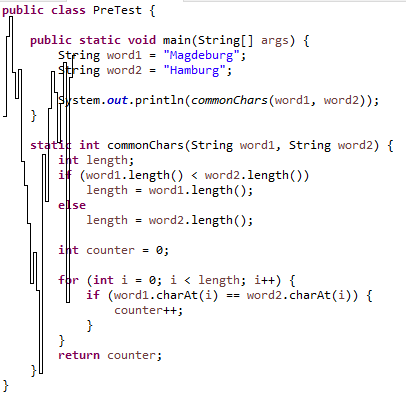 public class PreTest {
public static void main(String[] args) {
String word1 = "Magdeburg";
String word2 = "Hamburg";
System.out.println(commonChars(word1, word2));
}
static int commonChars(String word1, String word2) {
int length;
if (word1.length() < word2.length())
length = word1.length();
else
length = word2.length();
int counter = 0;
for (int i = 0; i < length; i++) {
if (word1.charAt(i) == word2.charAt(i)) {
counter++;
}
}
return counter;
}
}